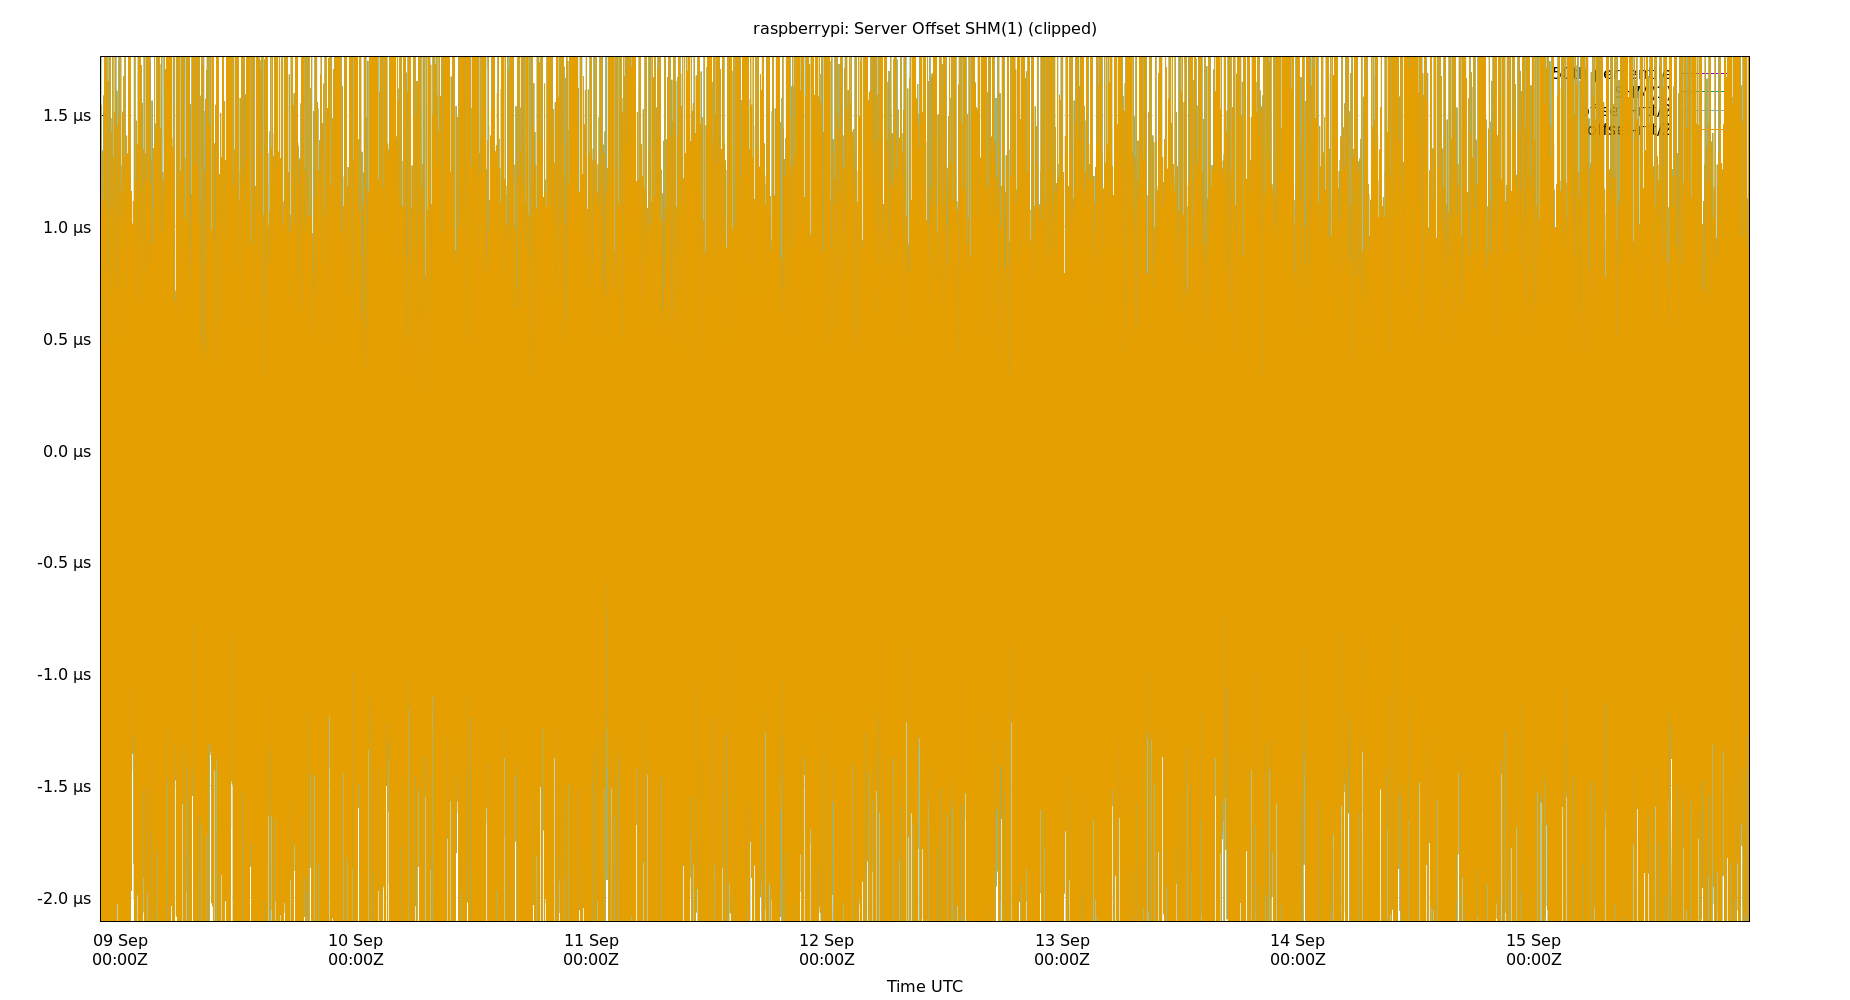 raspberrypi: Server Offset SHM(1) (clipped)
1.5 µs
1.0 µs
0.5 µs
0.0 µs
-0.5 µs
-1.0 µs
-1.5 µs
-2.0 µs
09 Sep 10 Sep 11 Sep 12 Sep 13 Sep 14 Sep 15 Sep
00:00Z 00:00Z 00:00Z 00:00Z 00:00Z 00:00Z 00:00Z
Time UTC